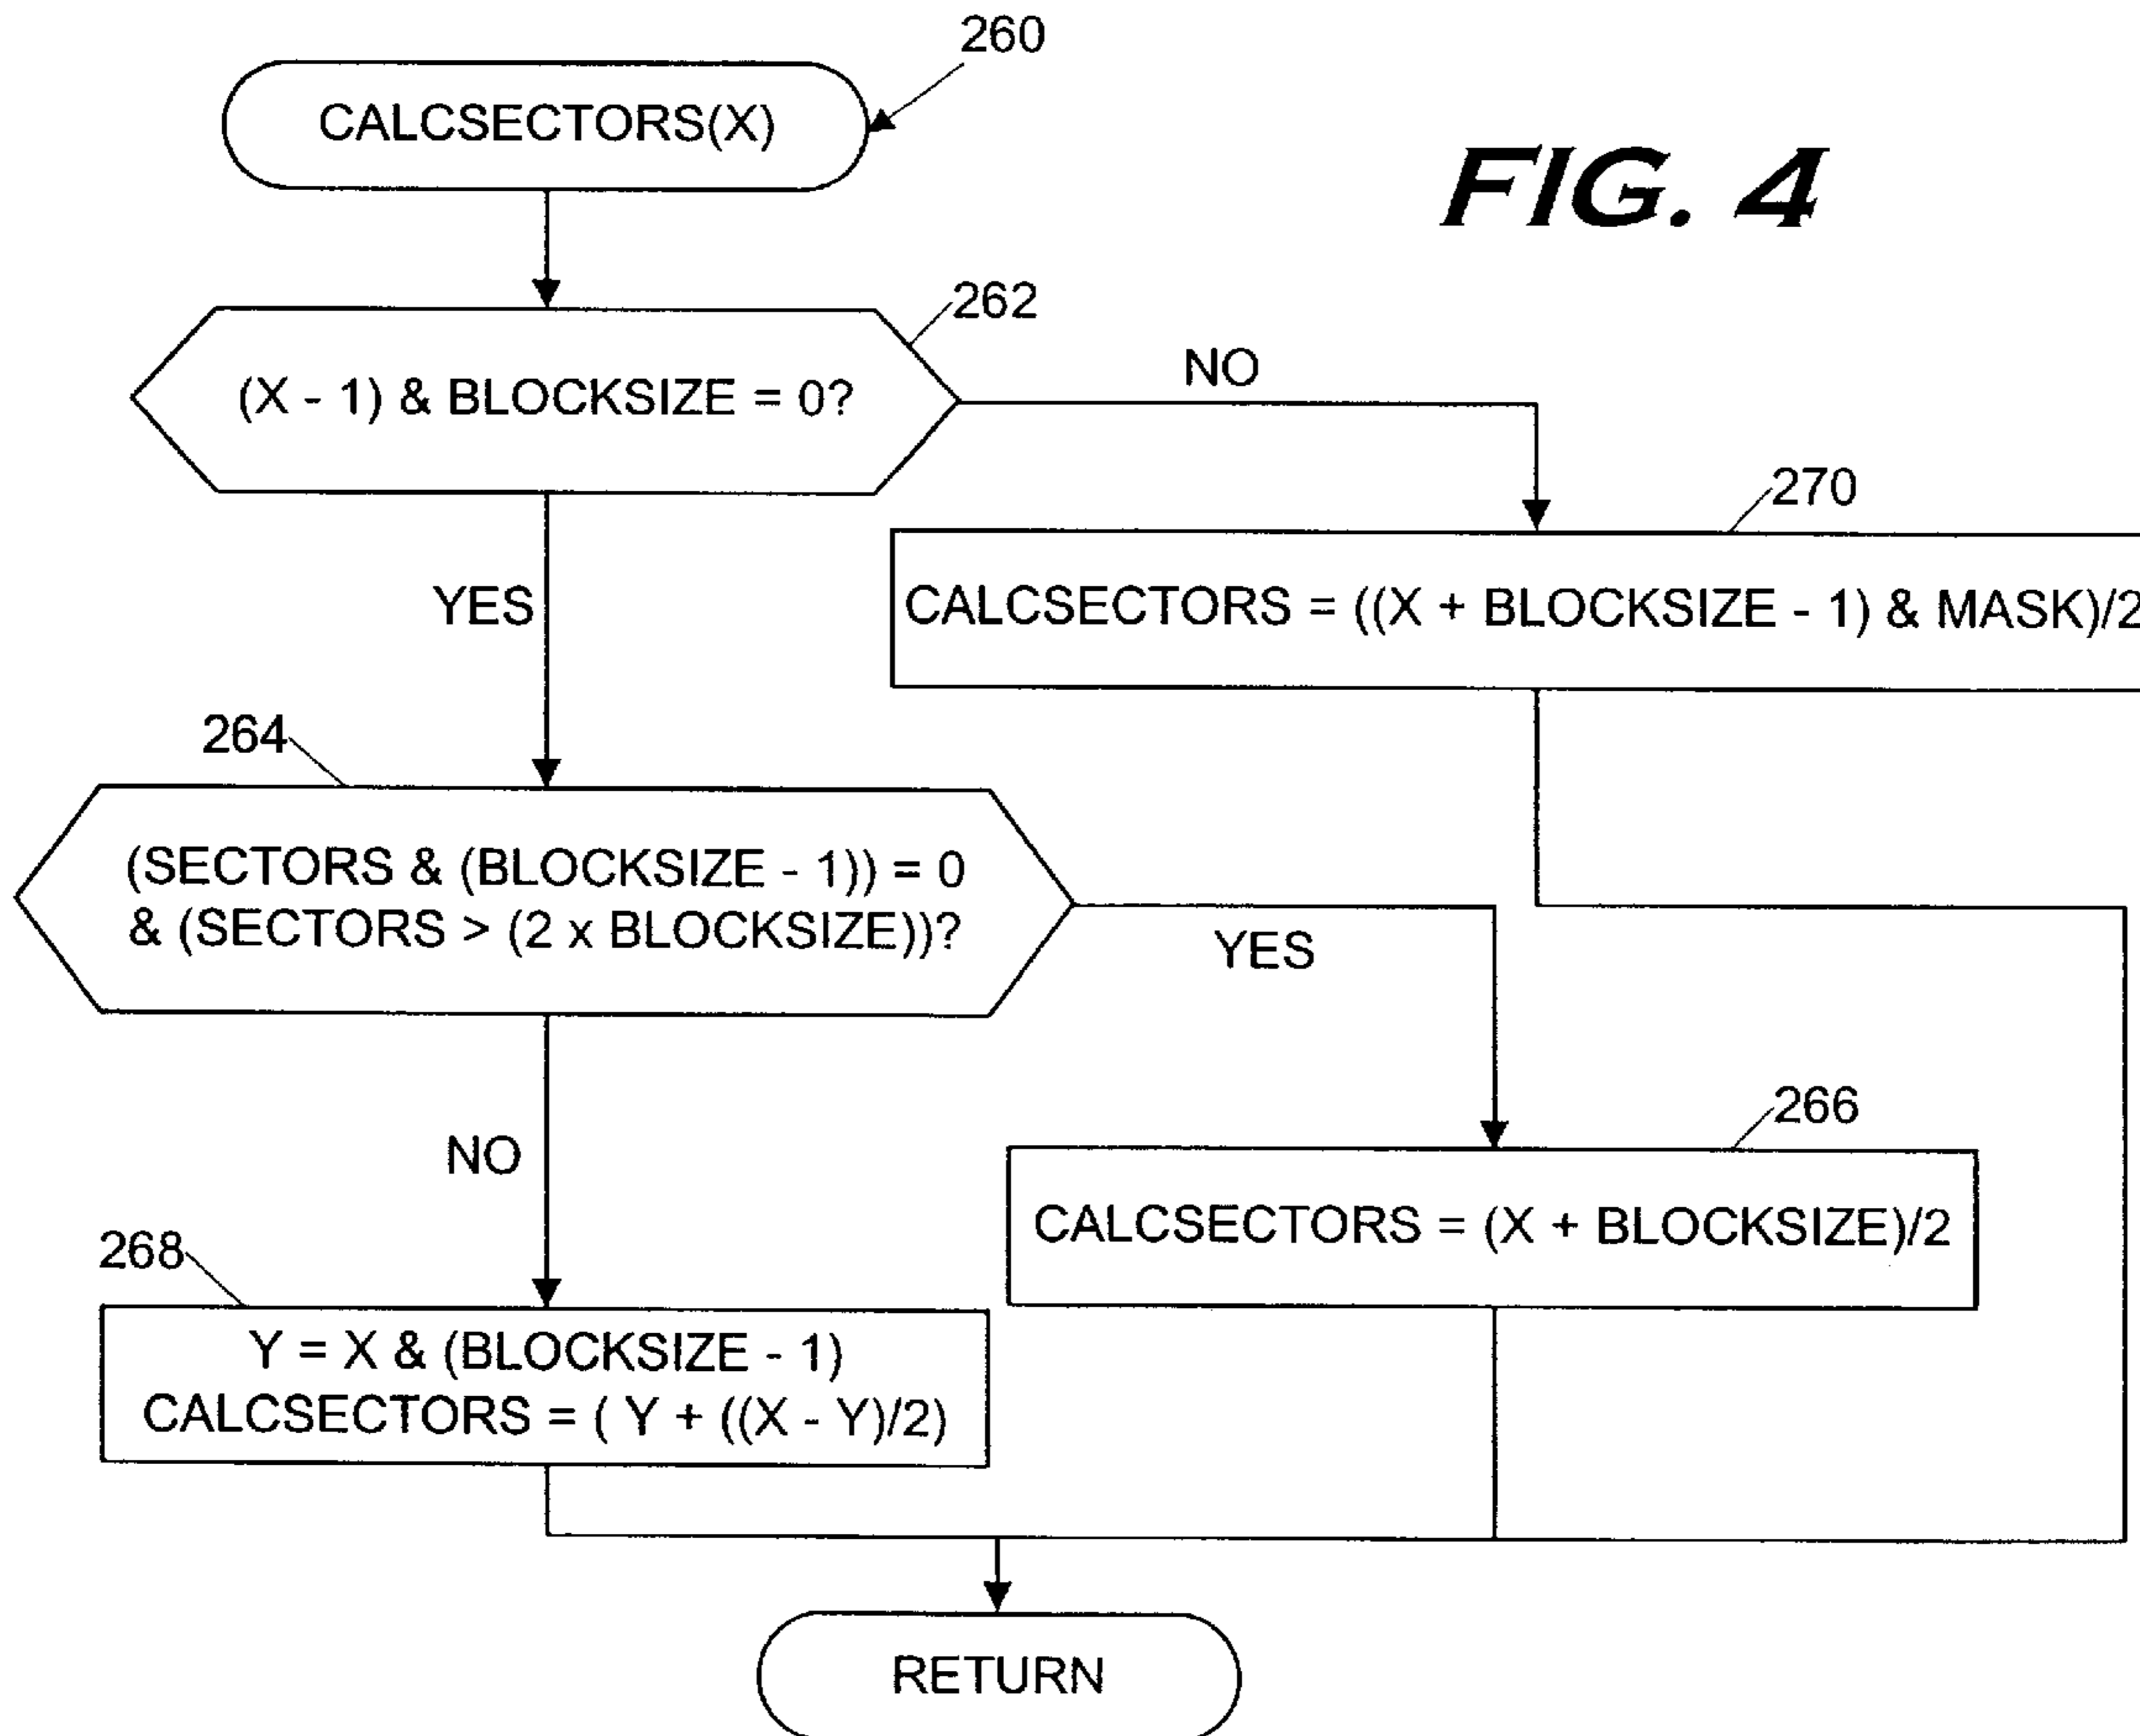 260
CALCSECTORS(X)
FIG. 4
262
(X - 1) & BLOCKSIZE = 0?
NO
270
CALCSECTORS = ((X + BLOCKSIZE - 1) & MASK)/2
YES
264
(SECTORS & (BLOCKSIZE - 1)) = 0
& (SECTORS > (2 x BLOCKSIZE))?
YES
NO
266
CALCSECTORS = (X + BLOCKSIZE)/2
268
Y = X & (BLOCKSIZE - 1)
CALCSECTORS = ( Y + ((X - Y)/2)
RETURN